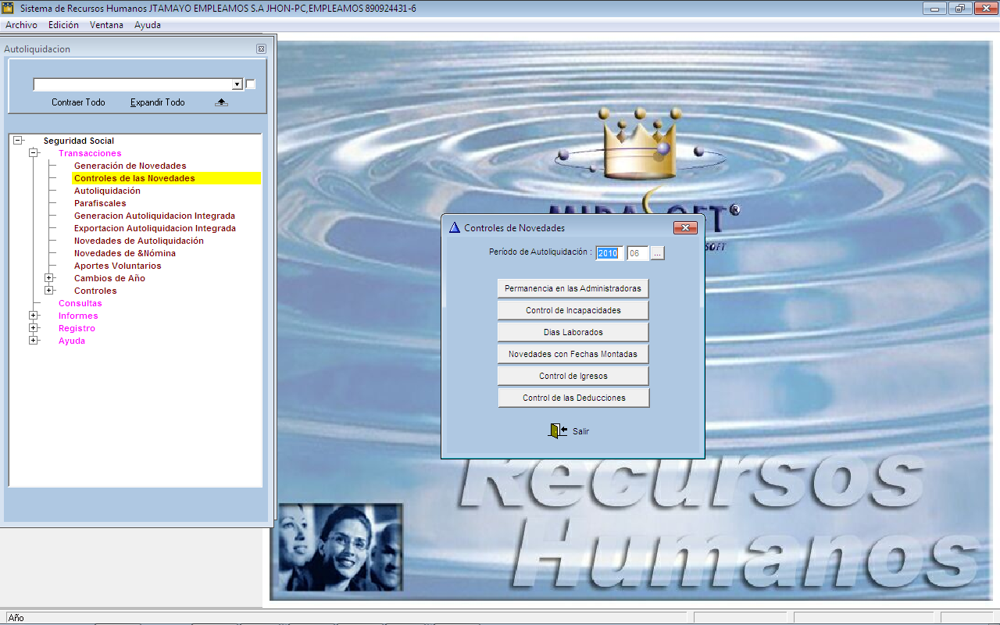 Sistema de Recursos Humanos JTAMAYO EMPLEAMOS S.A JHON-PC,EMPLEAMOS 890924431-6
Archivo Edición Ventana Ayuda
Autoliquidacion
Contraer Todo Expandir Todo
Seguridad Social
Transacciones
Generación de Novedades
Controles de las Novedades
Autoliquidación
Parafiscales
Generacion Autoliquidacion Integrada
Exportacion Autoliquidacion Integrada
Novedades de Autoliquidación
Novedades de &Nómina
Aportes Voluntarios
Cambios de Año
Controles
Consultas
Informes
Registro
Ayuda
MIDASOFT®
SOFT
Controles de Novedades
Período de Autoliquidación : 2010 06 ...
Permanencia en las Administradoras
Control de Incapacidades
Dias Laborados
Novedades con Fechas Montadas
Control de Igresos
Control de las Deducciones
Salir
Recursos
Humanos
Año